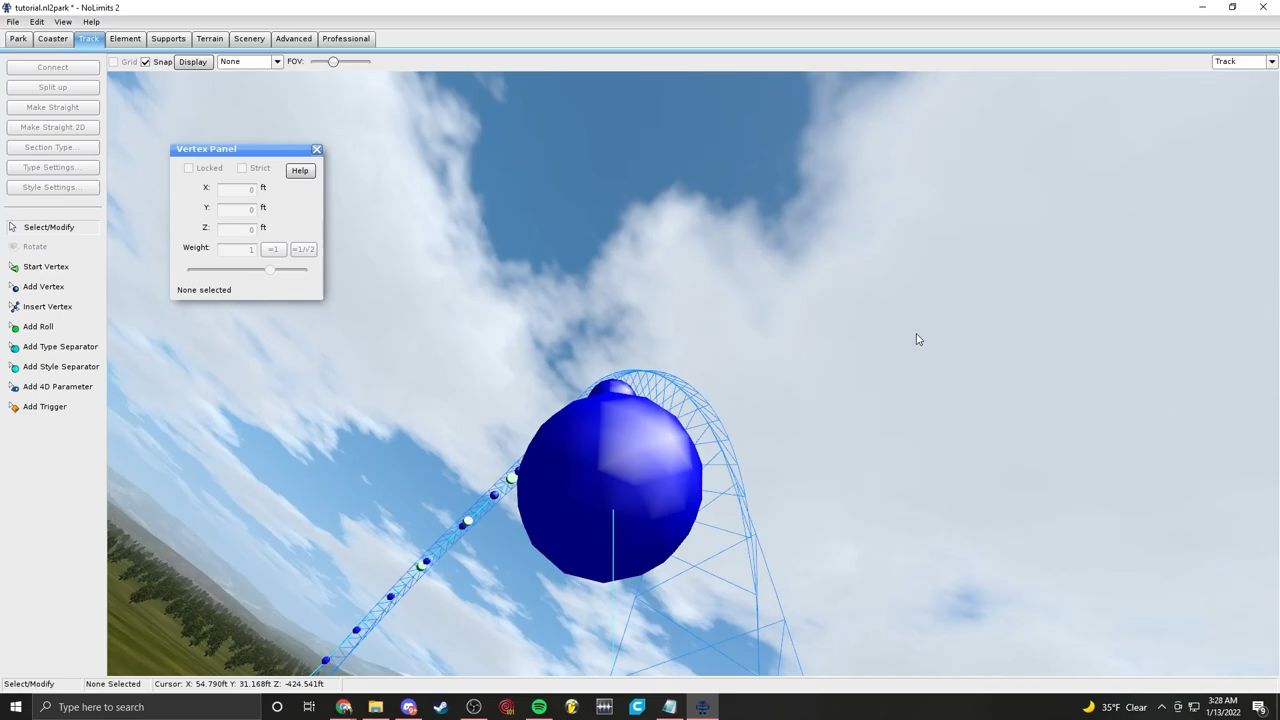 tutorial.nl2park * - NoLimits 2
File Edit View Help
Park Coaster Track Element Supports Terrain Scenery Advanced Professional
Grid Snap Display None FOV: Track
Connect
Split up
Make Straight
Make Straight 2D
Section Type...
Type Settings...
Style Settings...
Select/Modify
Rotate
Start Vertex
Add Vertex
Insert Vertex
Add Roll
Add Type Separator
Add Style Separator
Add 4D Parameter
Add Trigger
Vertex Panel
Locked Strict Help
X: 0 ft
Y: 0 ft
Z: 0 ft
Weight: 1 =1 =1/√2
None selected
Select/Modify None Selected Cursor: X: 54.790ft Y: 31.168ft Z: -424.541ft
Type here to search
35°F Clear
3:28 AM
1/13/2022